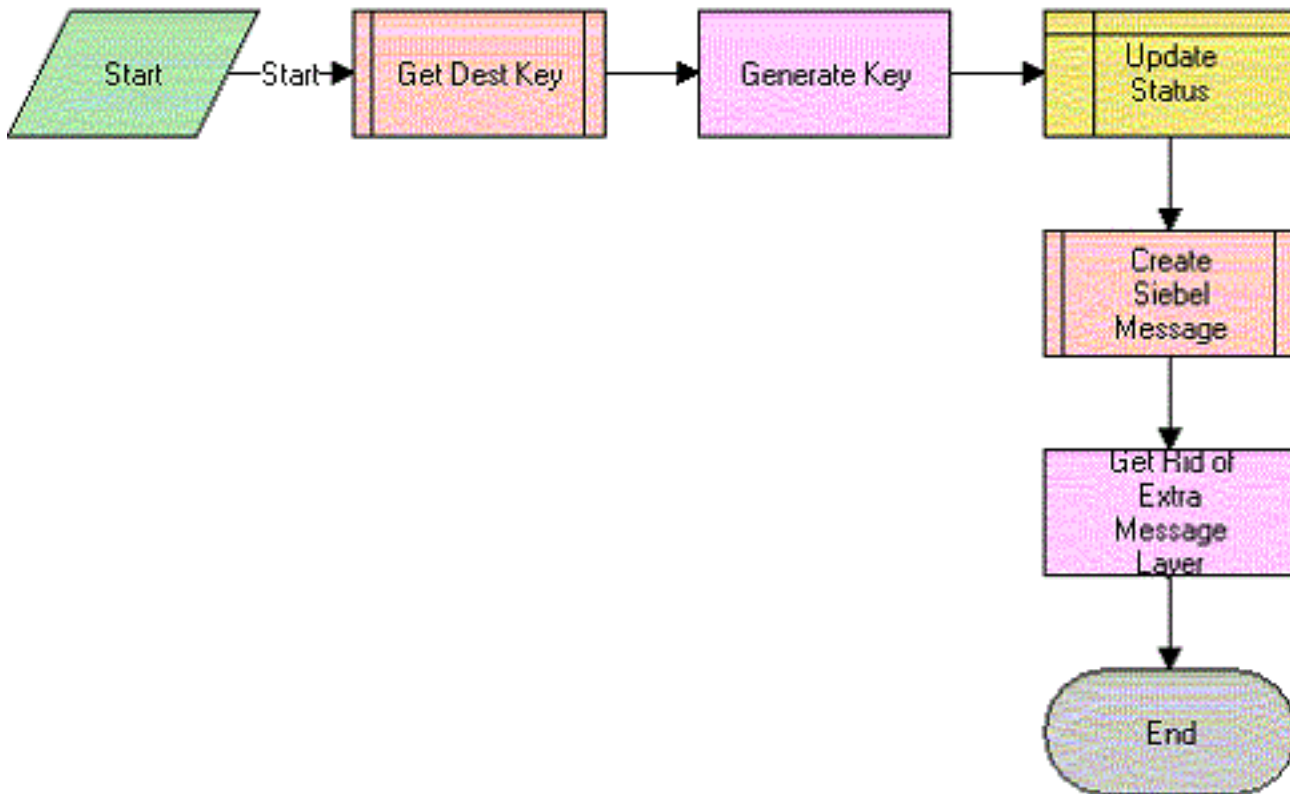 Start
Start
Get Dest Key
Generate Key
Update
Status
Create
Siebel
Message
Get Rid of
Extra
Message
Layer
End